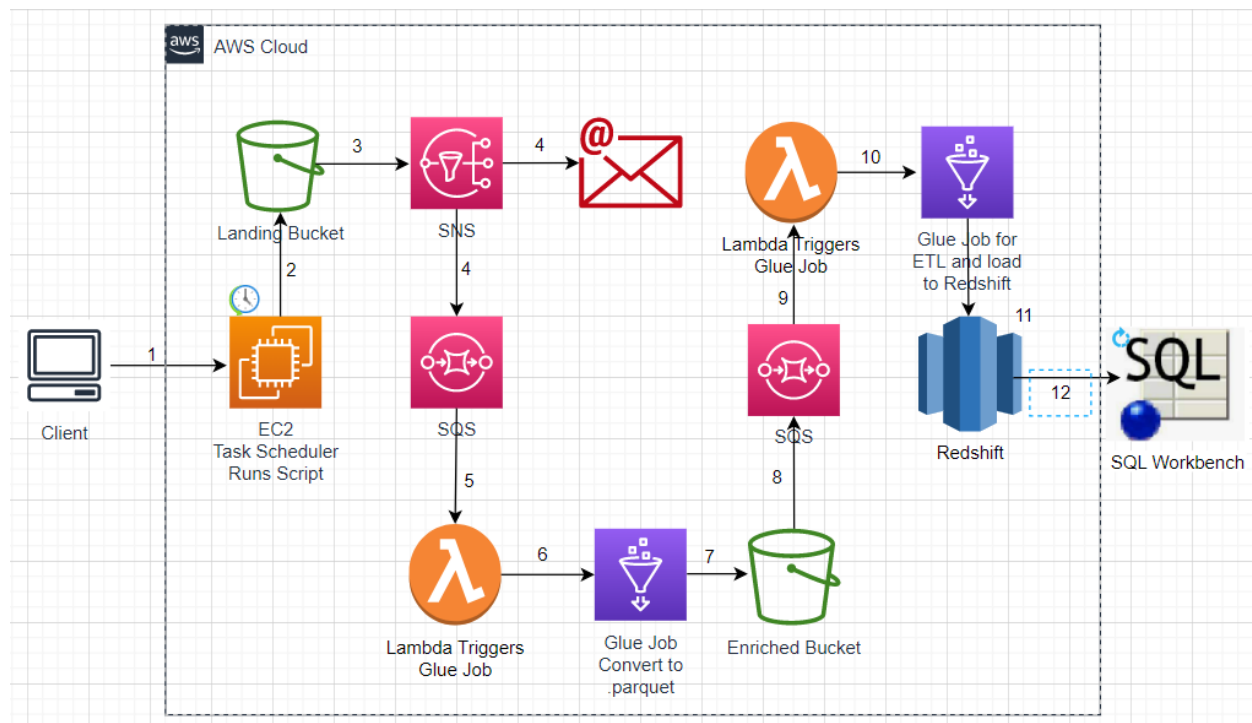 aws
AWS Cloud
3
4
@
10
Landing Bucket
SNS
Lambda Triggers
Glue Job
Glue Job for
ETL and load
to Redshift
2
4
9
11
1
12
SQL
Client
EC2
Task Scheduler
Runs Script
SQS
SQS
Redshift
SQL Workbench
5
8
6
7
Lambda Triggers
Glue Job
Glue Job
Convert to
.parquet
Enriched Bucket